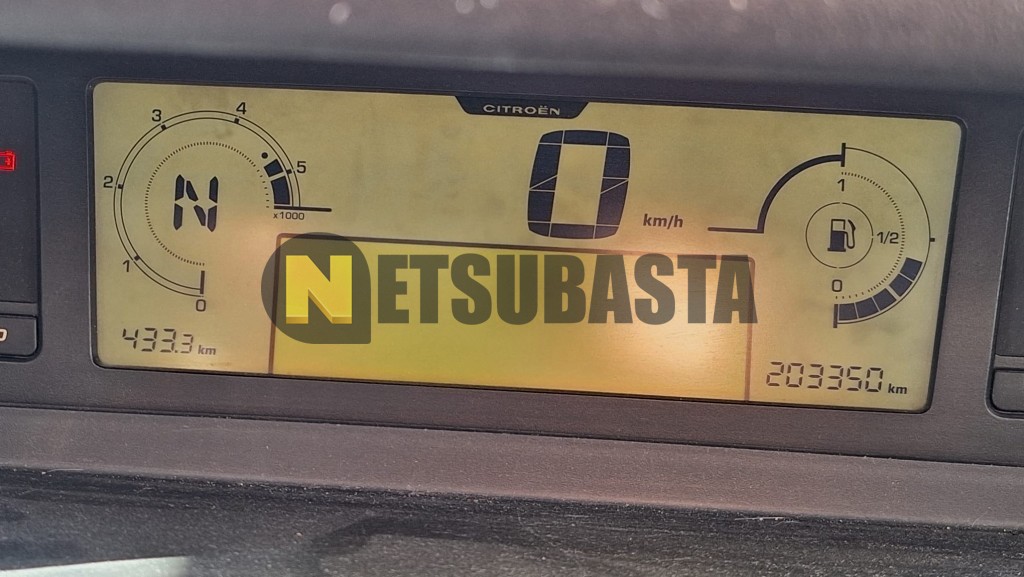 CITROËN
4
3
5
2
x1000
1
0
N
0
km/h
1
1/2
0
NETSUBASTA
433.3 km
203350 km